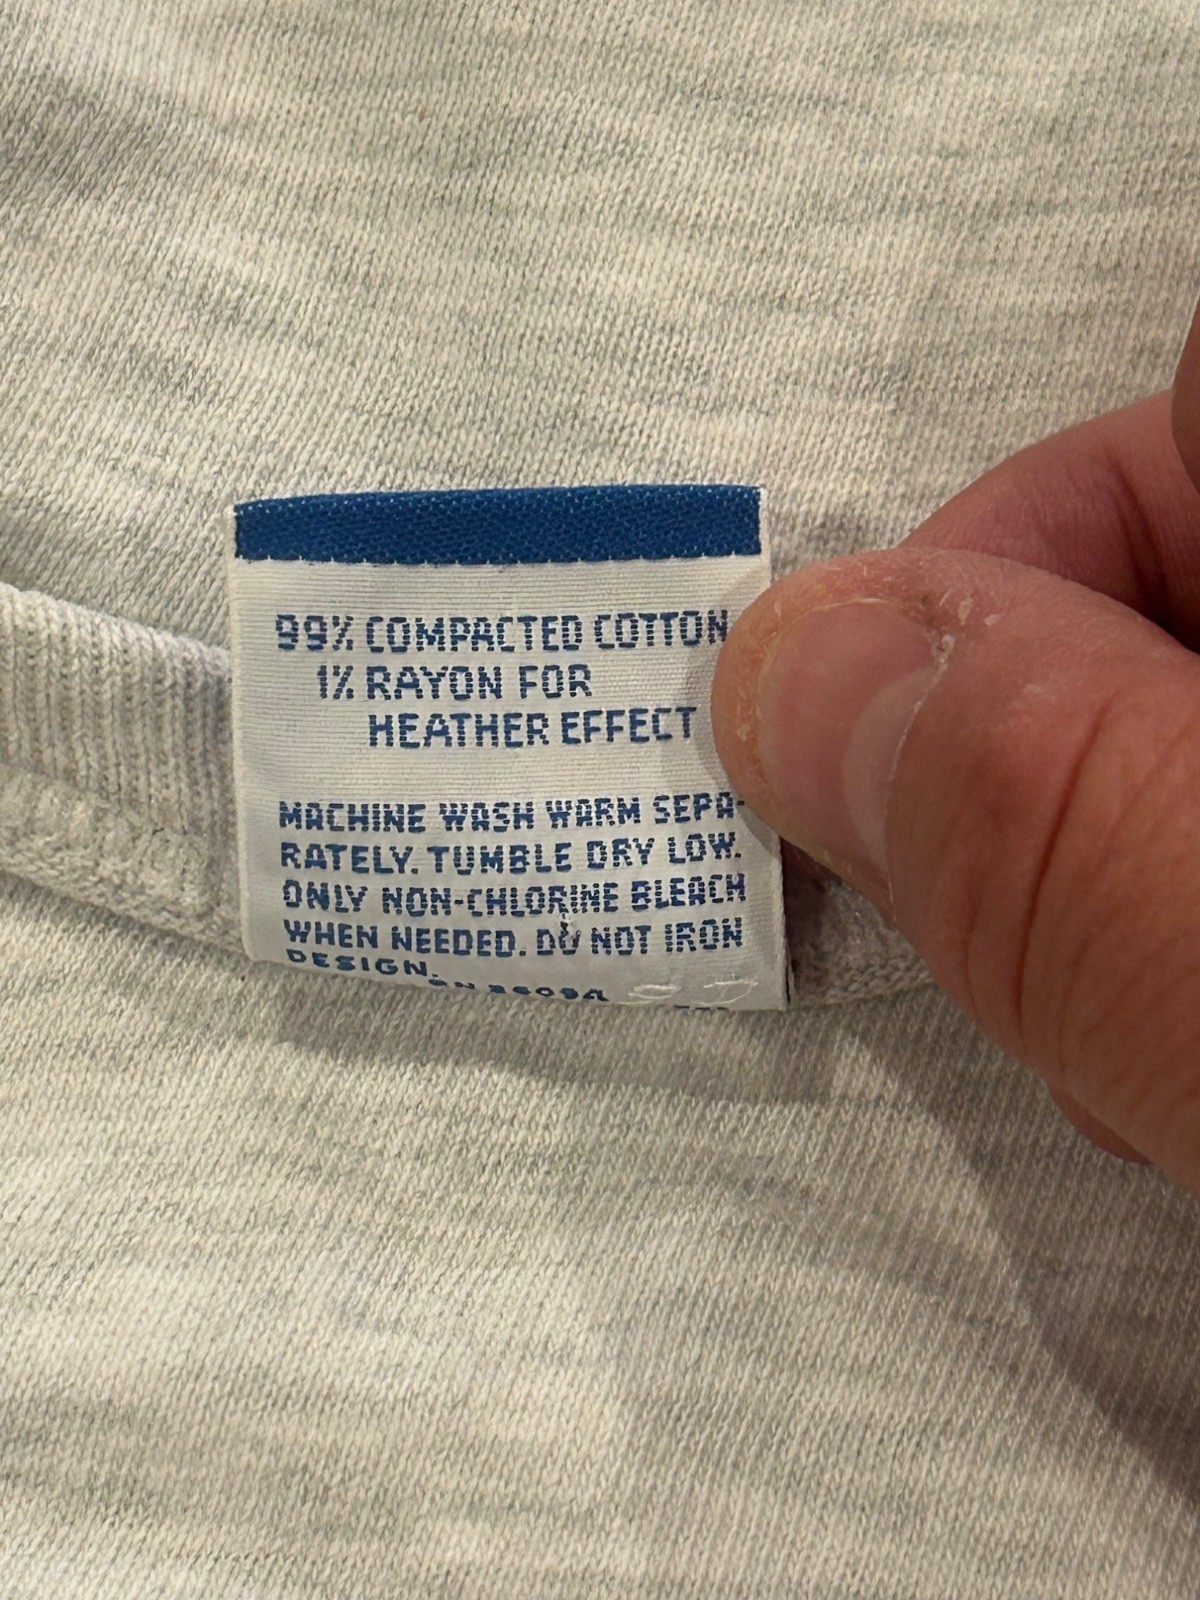 99% COMPACTED COTTON
1% RAYON FOR
HEATHER EFFECT
MACHINE WASH WARM SEPA-
RATELY. TUMBLE DRY LOW.
ONLY NON-CHLORINE BLEACH
WHEN NEEDED. DO NOT IRON
DESIGN.
RN